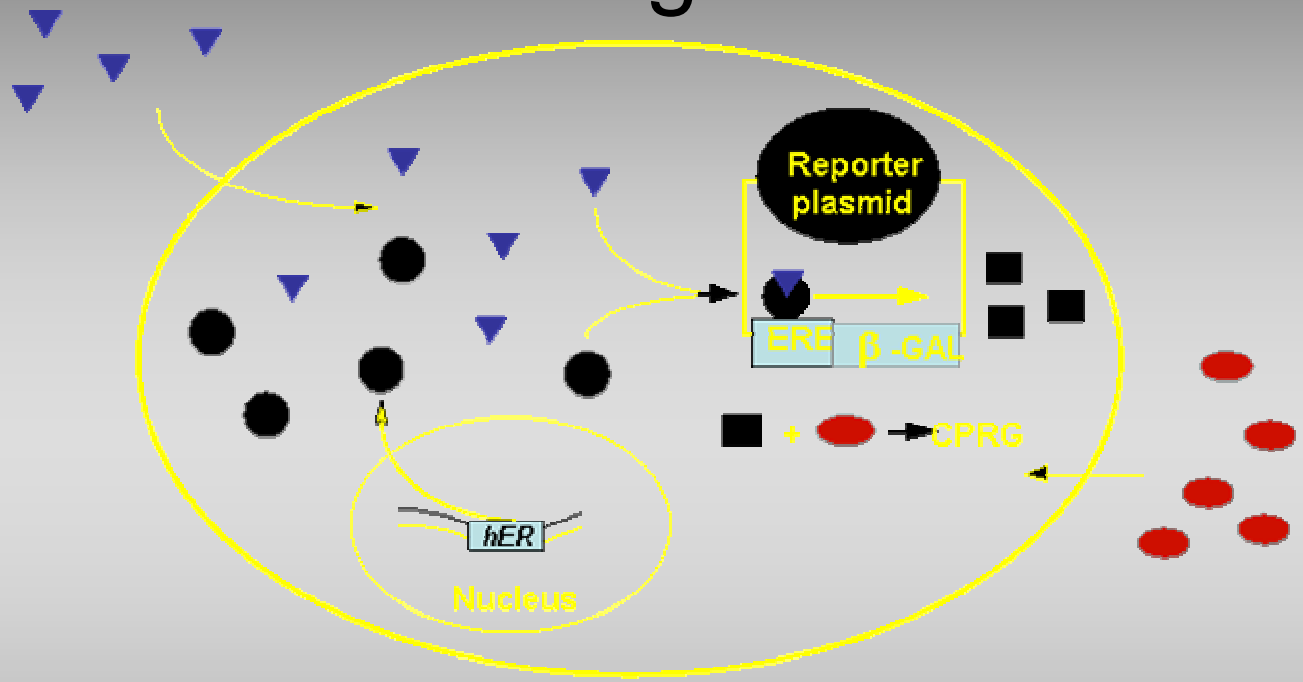 Reporter
plasmid
ERE
β -GAL
+
CPRG
hER
Nucleus